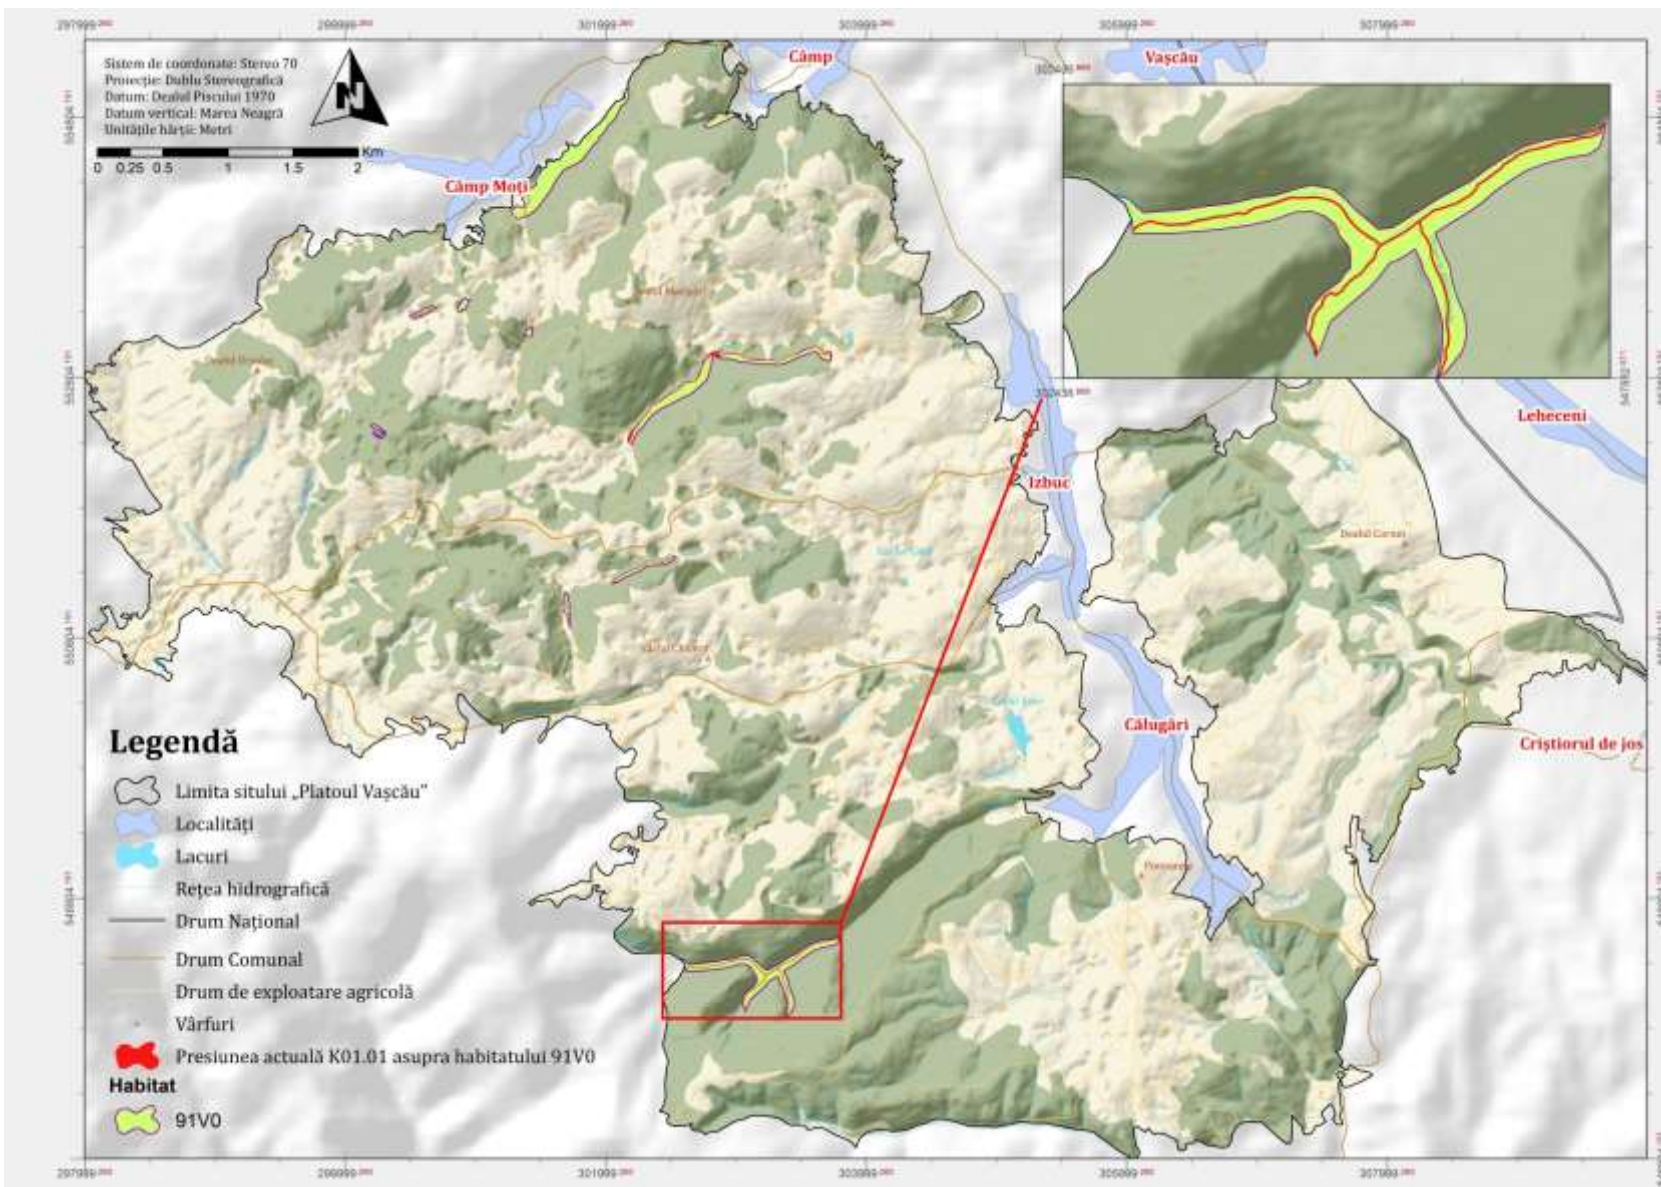 Sistem de coordonate: Stereo 70
Proiecție: Dublu Stereografică
Datum: Dealul Piscului 1970
Datum vertical: Marea Neagră
Unitățile hărții: Metri
N
Km
0 0.25 0.5 1 1.5 2
Câmp
Vașcău
Câmp Moți
Leheceni
Izbuc
Dealul Cornei
Călugări
Criștiorul de jos
Legendă
Limita sitului „Platoul Vașcău"
Localități
Lacuri
Rețea hidrografică
Drum Național
Drum Comunal
Drum de exploatare agricolă
Vârfuri
Presiunea actuală K01.01 asupra habitatului 91V0
Habitat
91V0